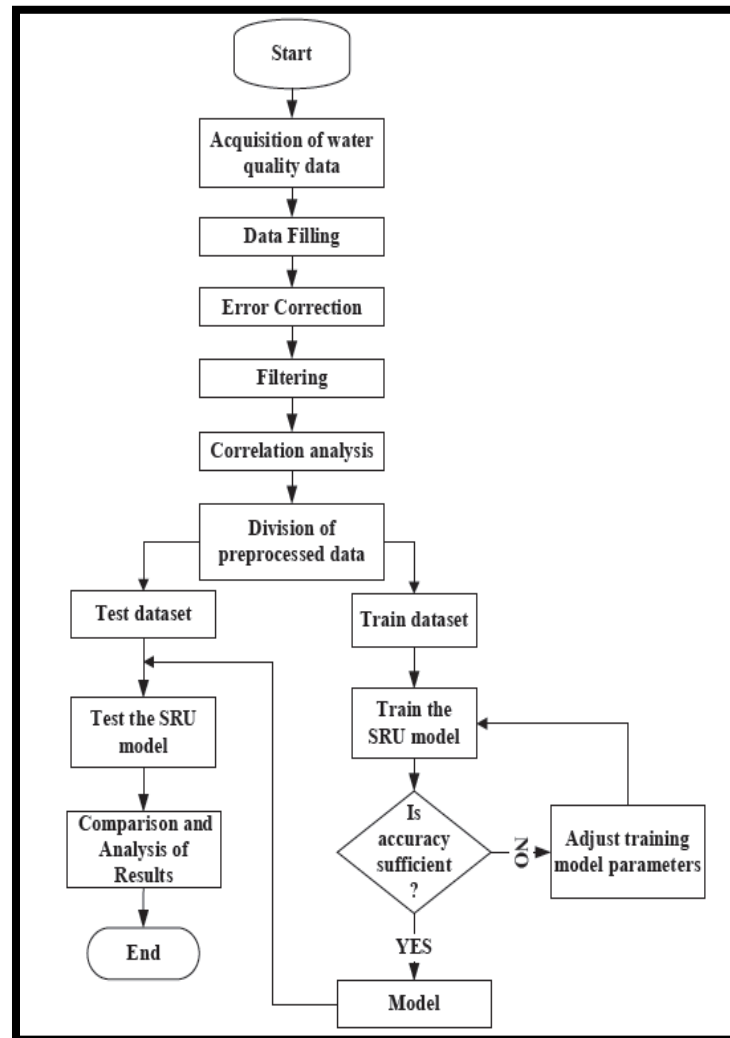 Start
Acquisition of water
quality data
Data Filling
Error Correction
Filtering
Correlation analysis
Division of
preprocessed data
Test dataset
Train dataset
Test the SRU
model
Train the
SRU model
Comparison and
Analysis of
Results
Is
accuracy
sufficient
?
NO
Adjust training
model parameters
End
YES
Model